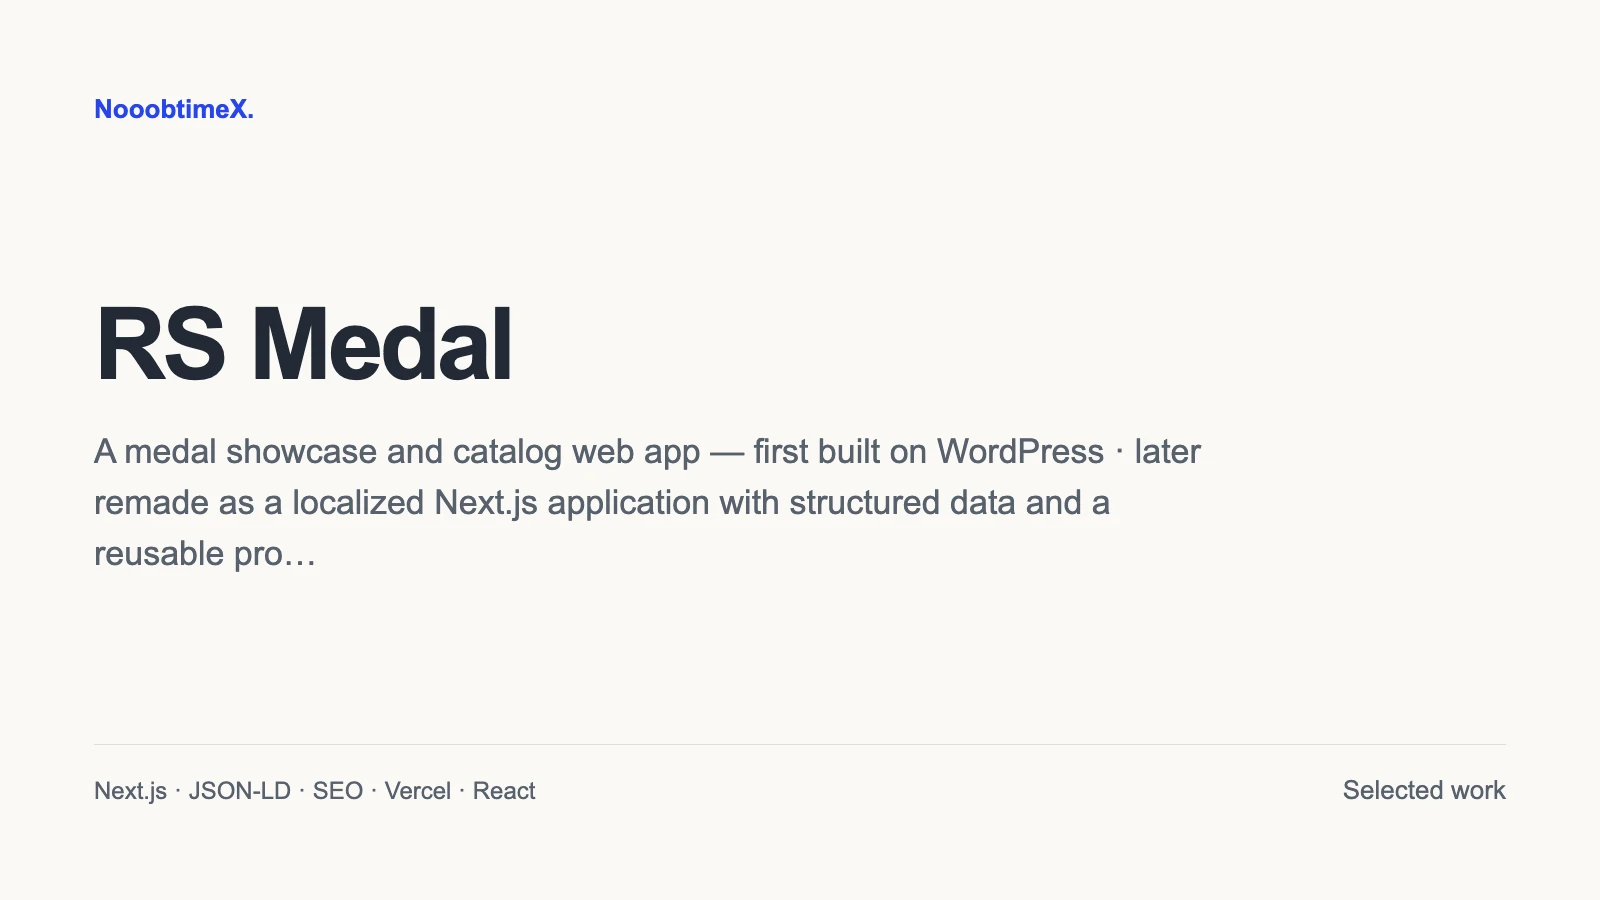 NooobtimeX.
RS Medal
A medal showcase and catalog web app — first built on WordPress · later
remade as a localized Next.js application with structured data and a
reusable pro…
Next.js · JSON-LD · SEO · Vercel · React
Selected work